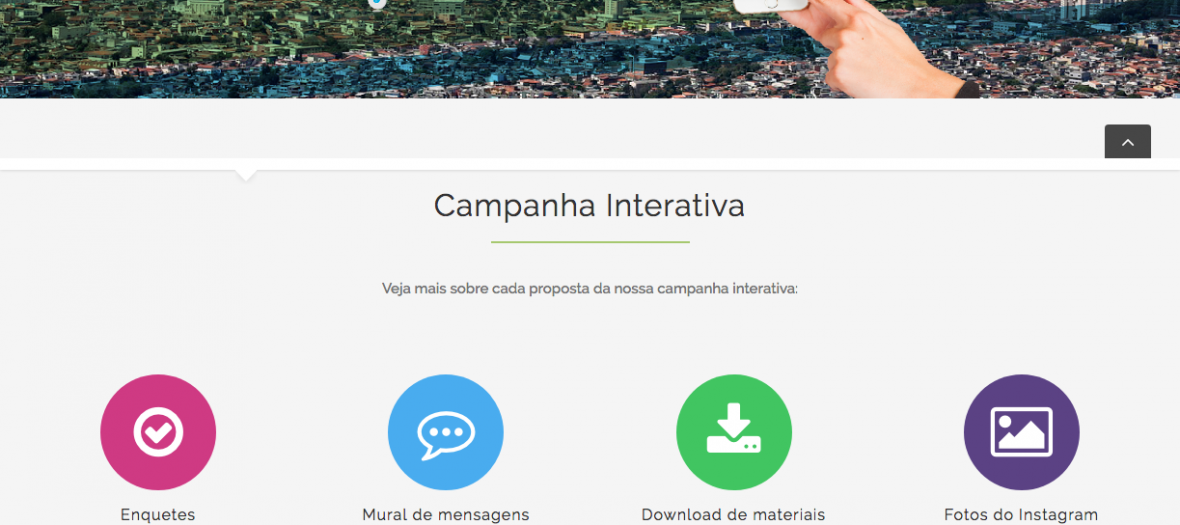 Campanha Interativa
Veja mais sobre cada proposta da nossa campanha interativa:
Enquetes
Mural de mensagens
Download de materiais
Fotos do Instagram